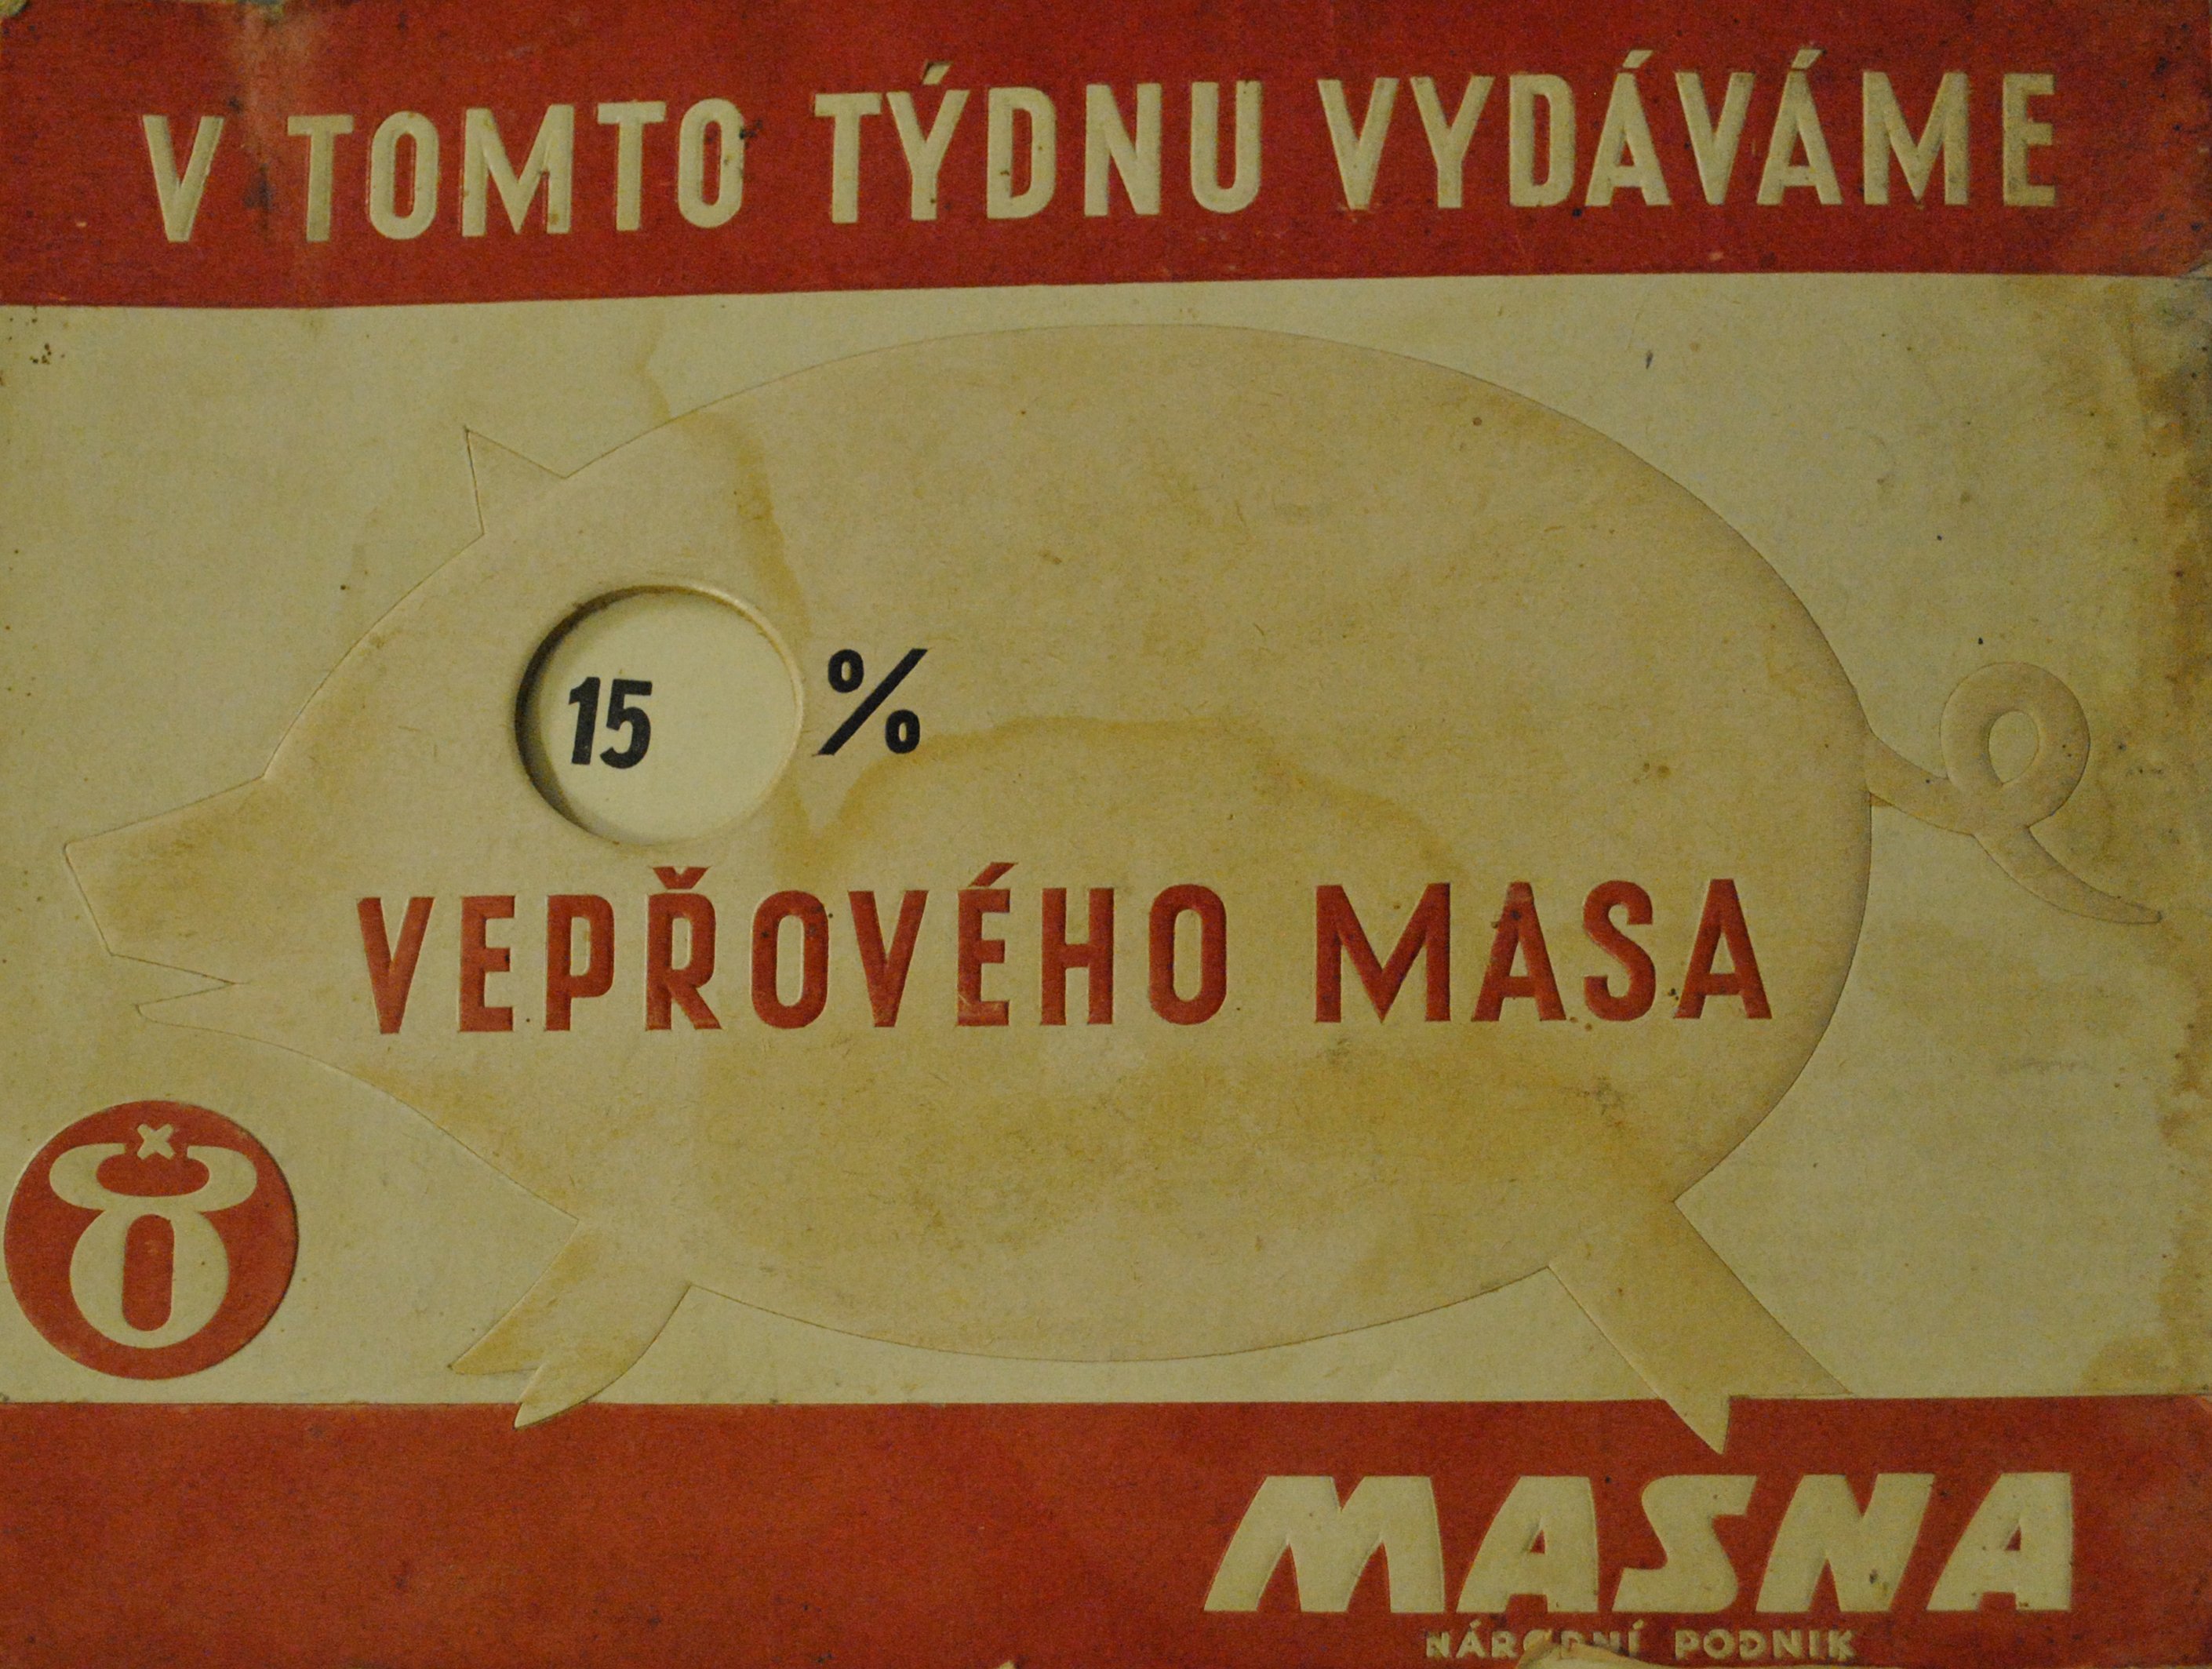 V TOMTO TÝDNU VYDÁVÁME
15 %
VEPŘOVÉHO MASA
MASNA
NÁRODNÍ PODNIK